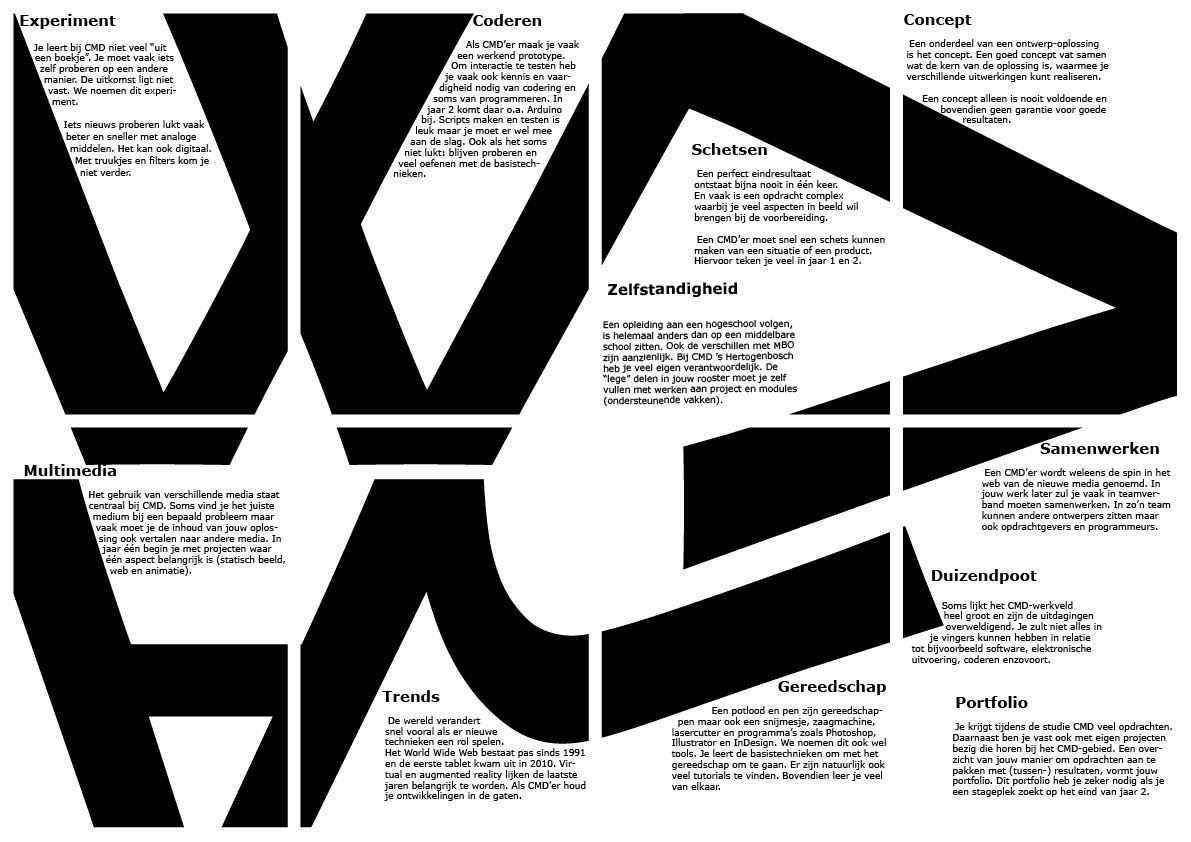 Experiment
Je leert bij CMD niet veel “uit
een boekje”. Je moet vaak iets
zelf proberen op een andere
manier. De uitkomst ligt niet
vast. We noemen dit experi-
ment.
Iets nieuws proberen lukt vaak
beter en sneller met analoge
middelen. Het kan ook digitaal.
Met truukjes en filters kom je
niet verder.
Coderen
Als CMD’er maak je vaak
een werkend prototype.
Om interactie te testen heb
je vaak ook kennis en vaar-
digheid nodig van codering en
soms van programmeren. In
jaar 2 komt daar o.a. Arduino
bij. Scripts maken en testen is
leuk maar je moet er wel mee
aan de slag. Ook als het soms
niet lukt: blijven proberen en
veel oefenen met de basistech-
nieken.
Schetsen
Een perfect eindresultaat
ontstaat bijna nooit in één keer.
En vaak is een opdracht complex
waarbij je veel aspecten in beeld wil
brengen bij de voorbereiding.
Een CMD’er moet snel een schets kunnen
maken van een situatie of een product.
Hiervoor teken je veel in jaar 1 en 2.
Zelfstandigheid
Een opleiding aan een hogeschool volgen,
is helemaal anders dan op een middelbare
school zitten. Ook de verschillen met MBO
zijn aanzienlijk. Bij CMD ’s Hertogenbosch
heb je veel eigen verantwoordelijk. De
“lege” delen in jouw rooster moet je zelf
vullen met werken aan project en modules
(ondersteunende vakken).
Concept
Een onderdeel van een ontwerp-oplossing
is het concept. Een goed concept vat samen
wat de kern van de oplossing is, waarmee je
verschillende uitwerkingen kunt realiseren.
Een concept alleen is nooit voldoende en
bovendien geen garantie voor goede
resultaten.
Multimedia
Het gebruik van verschillende media staat
centraal bij CMD. Soms vind je het juiste
medium bij een bepaald probleem maar
vaak moet je de inhoud van jouw oplos-
sing ook vertalen naar andere media. In
jaar één begin je met projecten waar
één aspect belangrijk is (statisch beeld,
web en animatie).
Trends
De wereld verandert
snel vooral als er nieuwe
technieken een rol spelen.
Het World Wide Web bestaat pas sinds 1991
en de eerste tablet kwam uit in 2010. Vir-
tual en augmented reality lijken de laatste
jaren belangrijk te worden. Als CMD’er houd
je ontwikkelingen in de gaten.
Gereedschap
Een potlood en pen zijn gereedschap-
pen maar ook een snijmesje, zaagmachine,
lasercutter en programma’s zoals Photoshop,
Illustrator en InDesign. We noemen dit ook wel
tools. Je leert de basistechnieken om met het
gereedschap om te gaan. Er zijn natuurlijk ook
veel tutorials te vinden. Bovendien leer je veel
van elkaar.
Samenwerken
Een CMD’er wordt weleens de spin in het
web van de nieuwe media genoemd. In
jouw werk later zul je vaak in teamver-
band moeten samenwerken. In zo’n team
kunnen andere ontwerpers zitten maar
ook opdrachtgevers en programmeurs.
Duizendpoot
Soms lijkt het CMD-werkveld
heel groot en zijn de uitdagingen
overweldigend. Je zult niet alles in
je vingers kunnen hebben in relatie
tot bijvoorbeeld software, elektronische
uitvoering, coderen enzovoort.
Portfolio
Je krijgt tijdens de studie CMD veel opdrachten.
Daarnaast ben je vast ook met eigen projecten
bezig die horen bij het CMD-gebied. Een over-
zicht van jouw manier om opdrachten aan te
pakken met (tussen-) resultaten, vormt jouw
portfolio. Dit portfolio heb je zeker nodig als je
een stageplek zoekt op het eind van jaar 2.